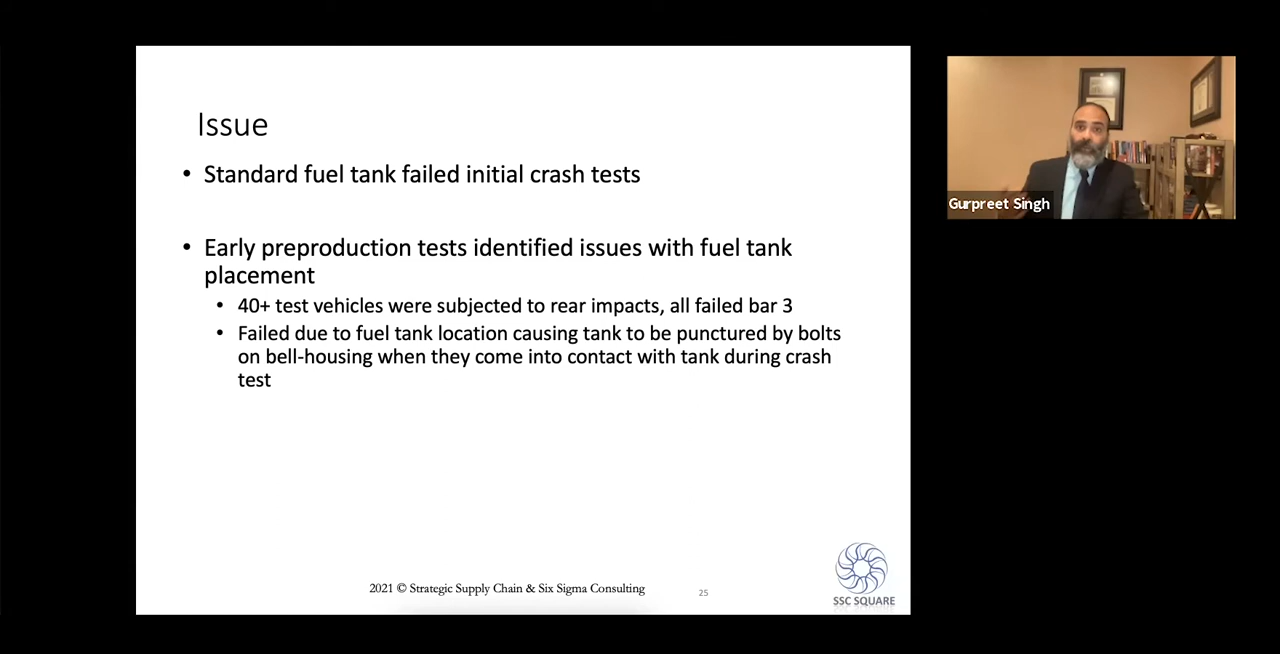 Issue
• Standard fuel tank failed initial crash tests
• Early preproduction tests identified issues with fuel tank
placement
• 40+ test vehicles were subjected to rear impacts, all failed bar 3
• Failed due to fuel tank location causing tank to be punctured by bolts
on bell-housing when they come into contact with tank during crash
test
2021 © Strategic Supply Chain & Six Sigma Consulting
25
SSC SQUARE
Gurpreet Singh